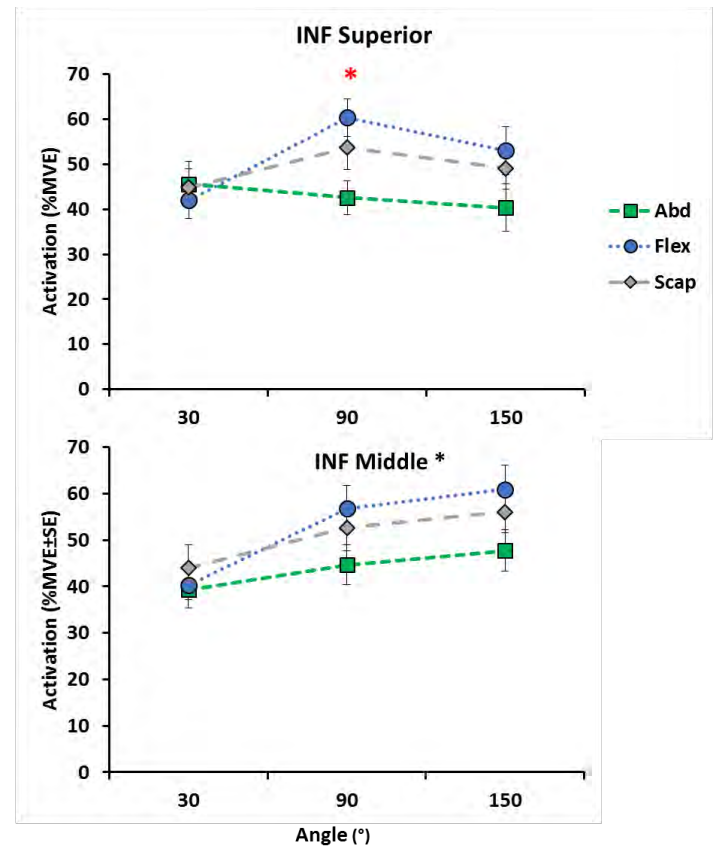 INF Superior
*
70
60
50
40
30
20
10
0
Activation (%MVE)
30 90 150
Abd
Flex
Scap
INF Middle *
70
60
50
40
30
20
10
0
Activation (%MVE±SE)
30 90 150
Angle (°)